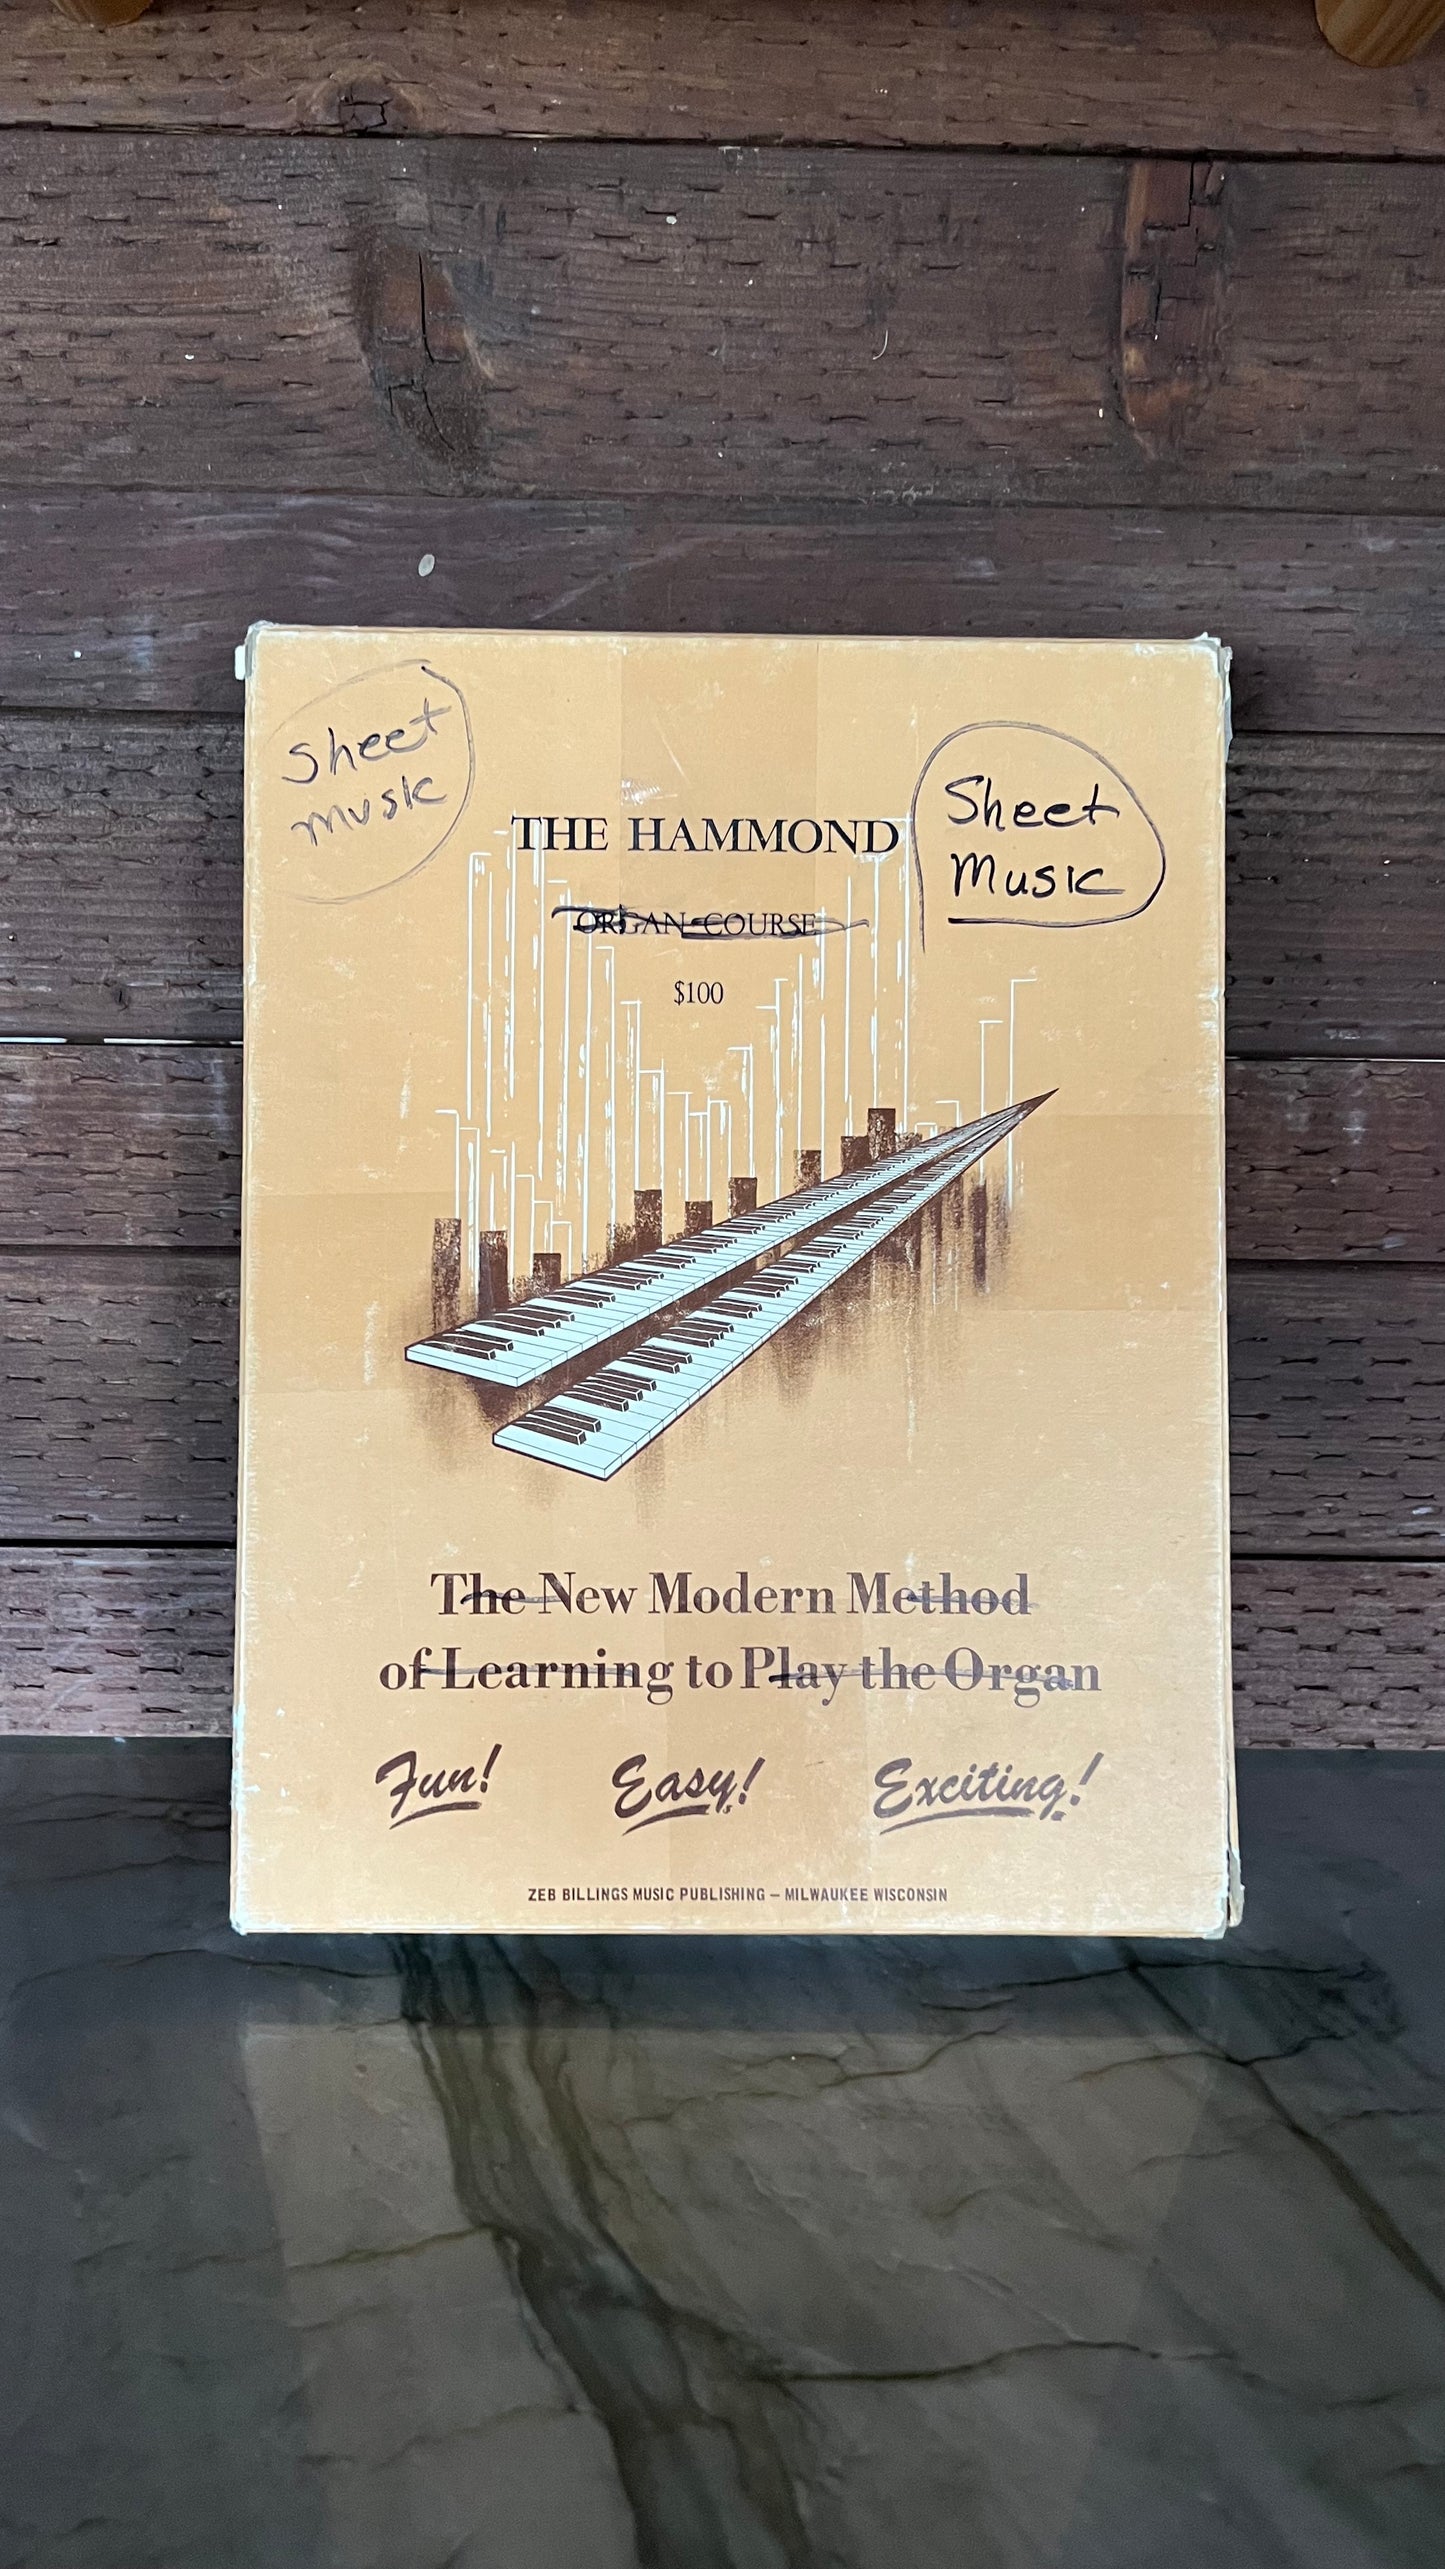 Sheet
music
Sheet
Music
THE HAMMOND
ORGAN COURSE
$100
The New Modern Method
of Learning to Play the Organ
Fun! Easy! Exciting!
ZEB BILLINGS MUSIC PUBLISHING – MILWAUKEE WISCONSIN